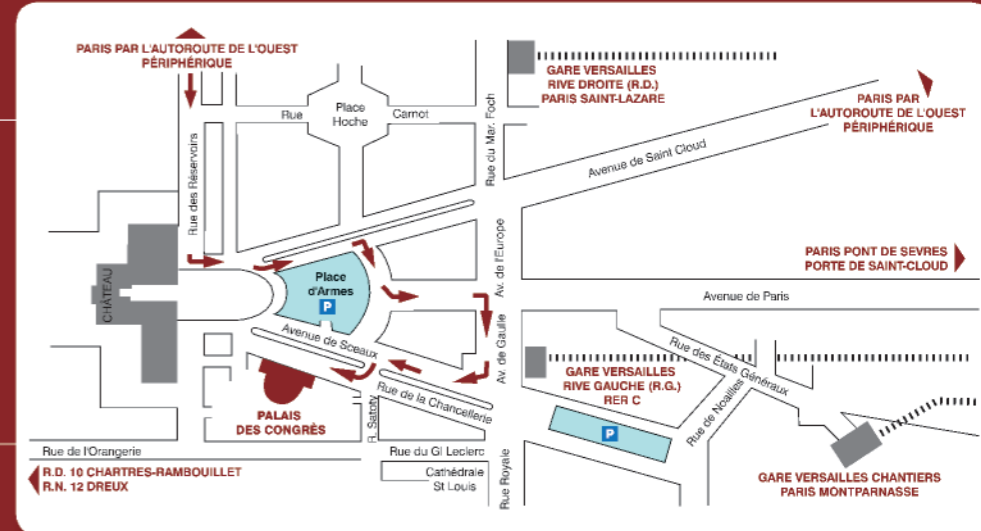 PARIS PAR L'AUTOROUTE DE L'OUEST
PÉRIPHÉRIQUE
GARE VERSAILLES
RIVE DROITE (R.D.)
PARIS SAINT-LAZARE
PARIS PAR
L'AUTOROUTE DE L'OUEST
PÉRIPHÉRIQUE
Rue
Place
Hoche
Carnot
Rue du Mar. Foch
Avenue de Saint Cloud
Rue des Réservoirs
Av. de l'Europe
PARIS PONT DE SEVRES
PORTE DE SAINT-CLOUD
CHÂTEAU
Place
d'Armes
P
Avenue de Paris
Avenue de Sceaux
Av. de Gaulle
Rue des États Généraux
GARE VERSAILLES
RIVE GAUCHE (R.G.)
RER C
Rue de la Chancellerie
Rue de Noailles
PALAIS
DES CONGRÈS
R. Satoty
P
Rue de l'Orangerie
Rue du Gl Leclerc
R.D. 10 CHARTRES-RAMBOUILLET
R.N. 12 DREUX
Cathédrale
St Louis
Rue Royale
GARE VERSAILLES CHANTIERS
PARIS MONTPARNASSE